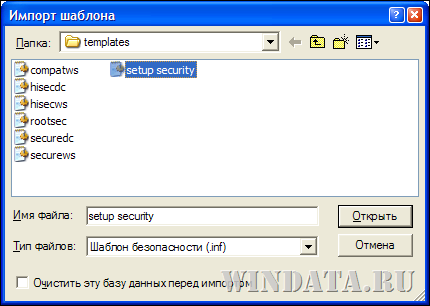 Импорт шаблона
Папка: templates
compatws
setup security
hisecdc
hisecws
rootsec
securedc
securews
Имя файла: setup security
Открыть
Тип файлов: Шаблон безопасности (.inf)
Отмена
Очистить эту базу данных перед импортом
WINDATA.RU